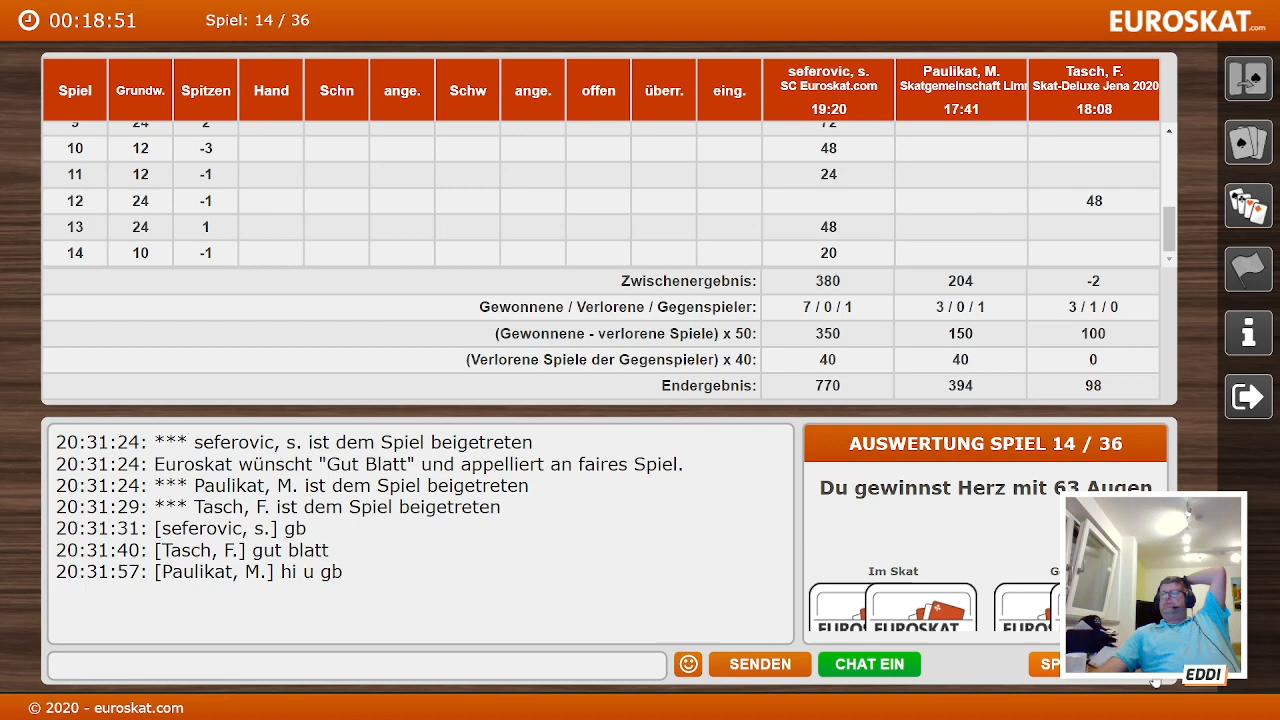 00:18:51 Spiel: 14 / 36 EUROSKAT.com
Spiel Grundw. Spitzen Hand Schn ange. Schw ange. offen überr. eing. seferovic, s. Paulikat, M. Tasch, F.
SC Euroskat.com Skatgemeinschaft Lim Skat-Deluxe Jena 2020
19:20 17:41 18:08
9 24 2 72
10 12 -3 48
11 12 -1 24
12 24 -1 48
13 24 1 48
14 10 -1 20
Zwischenergebnis: 380 204 -2
Gewonnene / Verlorene / Gegenspieler: 7 / 0 / 1 3 / 0 / 1 3 / 1 / 0
(Gewonnene - verlorene Spiele) x 50: 350 150 100
(Verlorene Spiele der Gegenspieler) x 40: 40 40 0
Endergebnis: 770 394 98
20:31:24: *** seferovic, s. ist dem Spiel beigetreten
20:31:24: Euroskat wünscht "Gut Blatt" und appelliert an faires Spiel.
20:31:24: *** Paulikat, M. ist dem Spiel beigetreten
20:31:29: *** Tasch, F. ist dem Spiel beigetreten
20:31:31: [seferovic, s.] gb
20:31:40: [Tasch, F.] gut blatt
20:31:57: [Paulikat, M.] hi u gb
AUSWERTUNG SPIEL 14 / 36
Du gewinnst Herz mit 63 Augen
Im Skat
EUROSKAT
SENDEN CHAT EIN
EDDI
© 2020 - euroskat.com